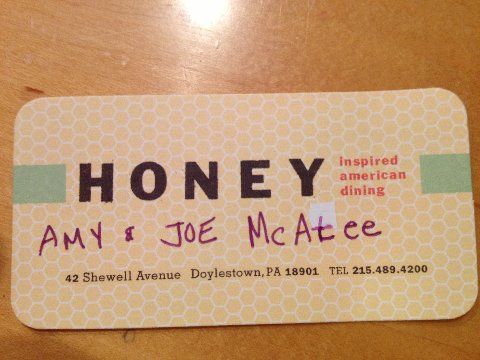 HONEY
inspired
american
dining
AMY & JOE McAtee
42 Shewell Avenue Doylestown, PA 18901 TEL 215.489.4200